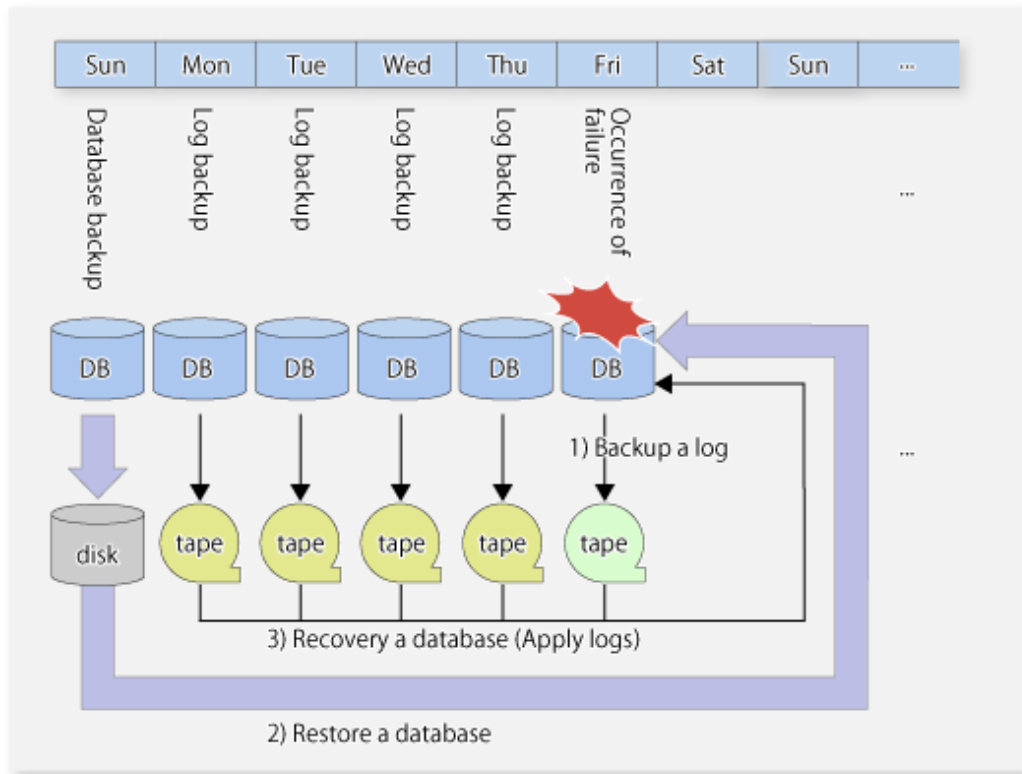 Sun Mon Tue Wed Thu Fri Sat Sun ...
Database backup
Log backup
Log backup
Log backup
Log backup
Occurrence of
failure
...
DB DB DB DB DB DB
1) Backup a log
...
disk tape tape tape tape tape
3) Recovery a database (Apply logs)
2) Restore a database